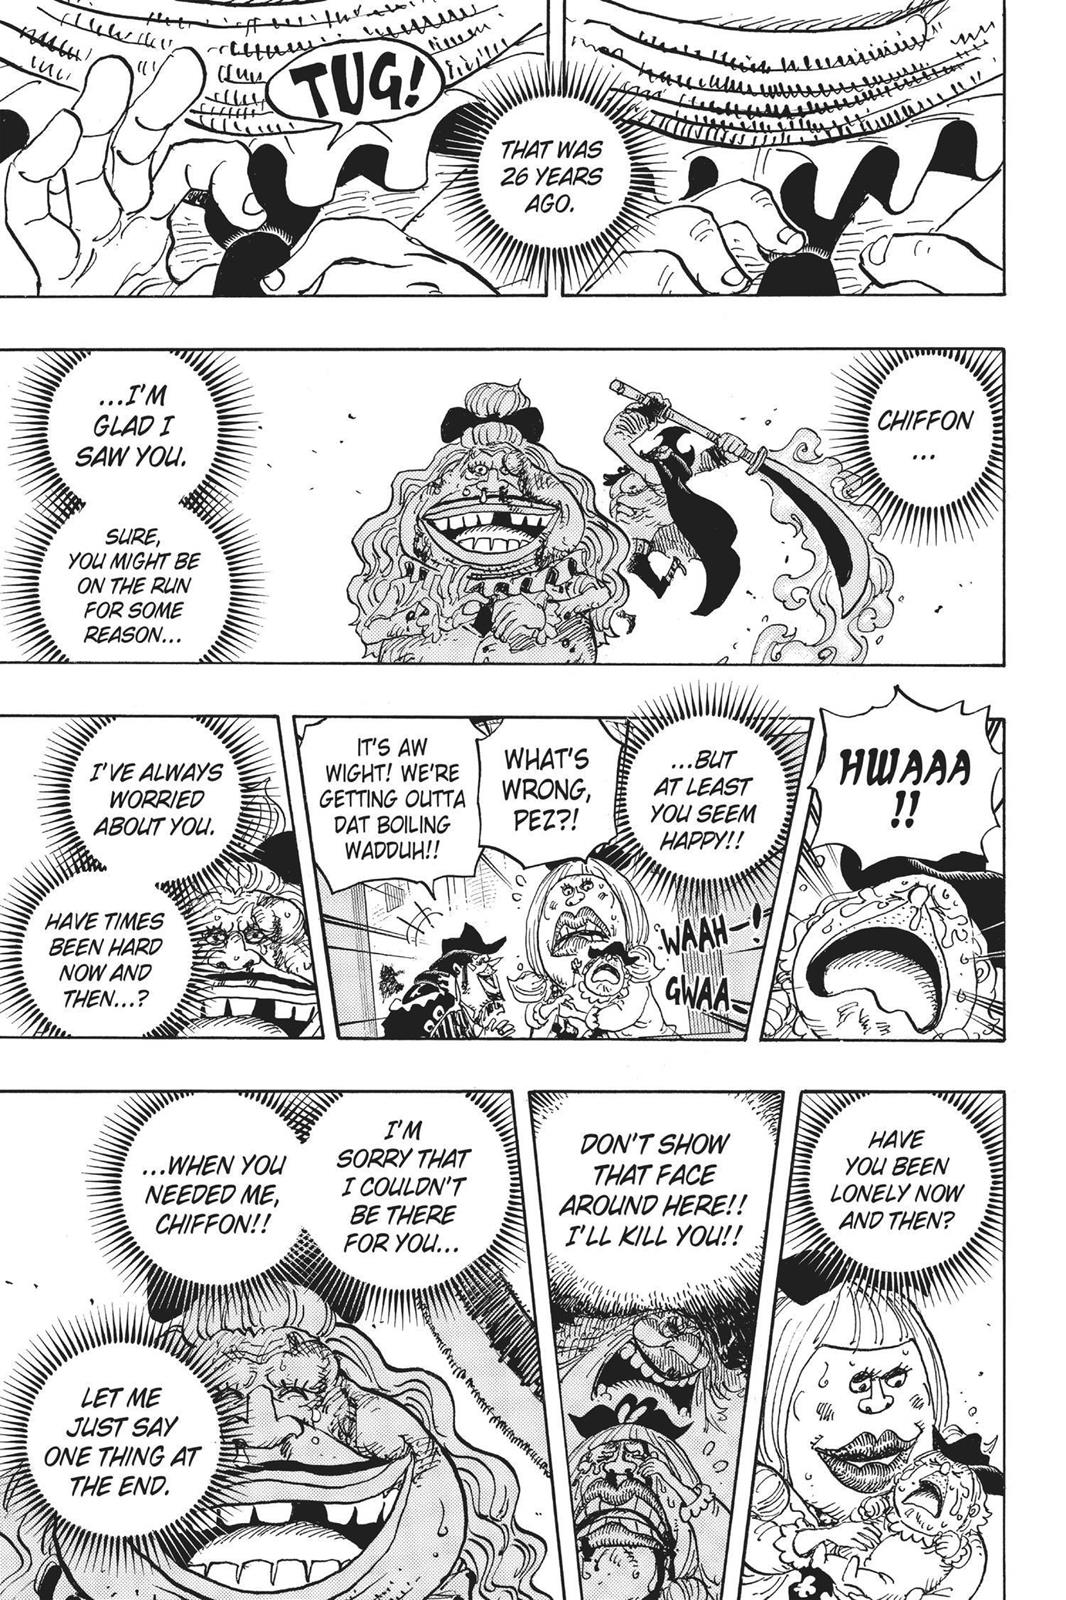 THAT WAS
26 YEARS
AGO.
TUG!
CHIFFON
...
...I'M
GLAD I
SAW YOU.
SURE,
YOU MIGHT BE
ON THE RUN
FOR SOME
REASON...
HWAAA
!!
...BUT
AT LEAST
YOU SEEM
HAPPY!!
WHAT'S
WRONG,
PEZ?!
IT'S AW
WIGHT! WE'RE
GETTING OUTTA
DAT BOILING
WADDUH!!
WAAH—!
GWAA—
I'VE ALWAYS
WORRIED
ABOUT YOU.
HAVE TIMES
BEEN HARD
NOW AND
THEN...?
HAVE
YOU BEEN
LONELY NOW
AND THEN?
DON'T SHOW
THAT FACE
AROUND HERE!!
I'LL KILL YOU!!
I'M
SORRY THAT
I COULDN'T
BE THERE
FOR YOU...
...WHEN YOU
NEEDED ME,
CHIFFON!!
LET ME
JUST SAY
ONE THING AT
THE END.